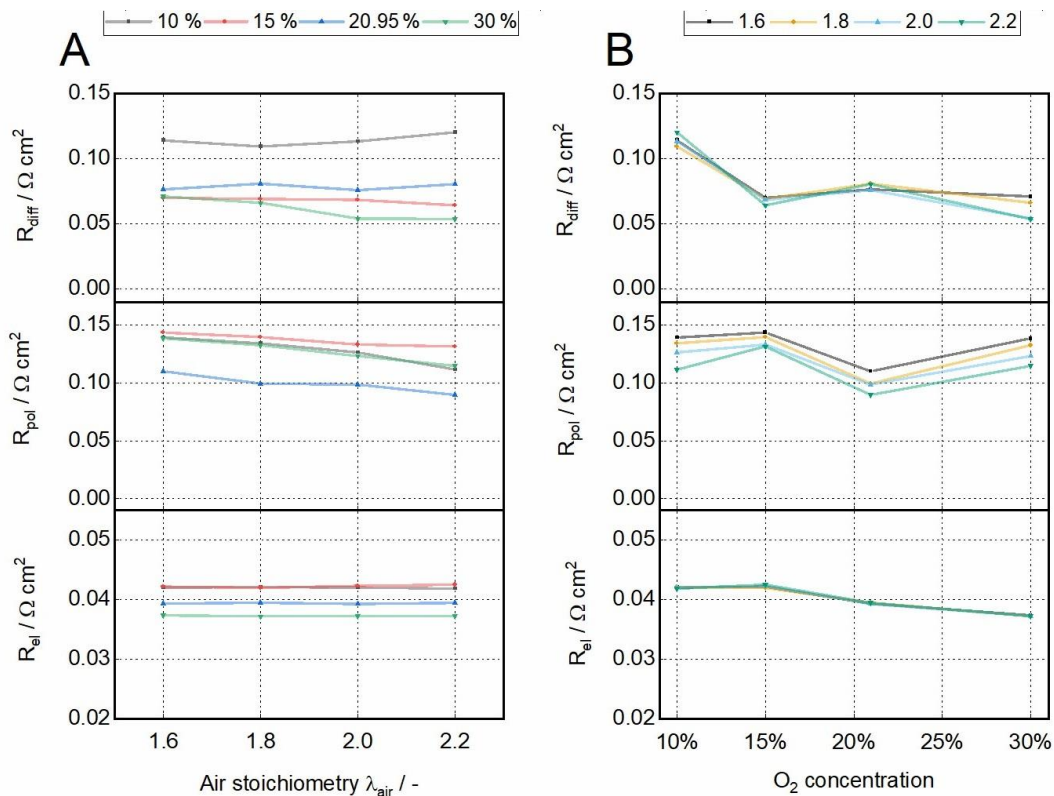 10 % 15 % 20.95 % 30 %
1.6 1.8 2.0 2.2
A
B
0.15
0.10
0.05
0.00
R_diff / Ω cm²
0.15
0.10
0.05
0.00
R_pol / Ω cm²
0.05
0.04
0.03
0.02
R_el / Ω cm²
1.6 1.8 2.0 2.2
Air stoichiometry λ_air / -
0.15
0.10
0.05
0.00
R_diff / Ω cm²
0.15
0.10
0.05
0.00
R_pol / Ω cm²
0.05
0.04
0.03
0.02
R_el / Ω cm²
10% 15% 20% 25% 30%
O₂ concentration